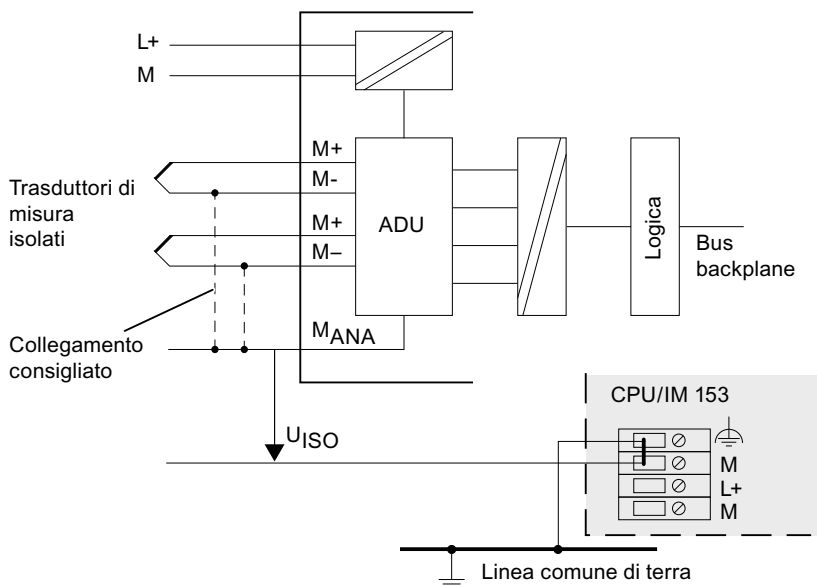 L+
M
M+
M-
M+
M–
Trasduttori di
misura
isolati
ADU
Logica
Bus
backplane
MANA
Collegamento
consigliato
UISO
CPU/IM 153
M
L+
M
Linea comune di terra